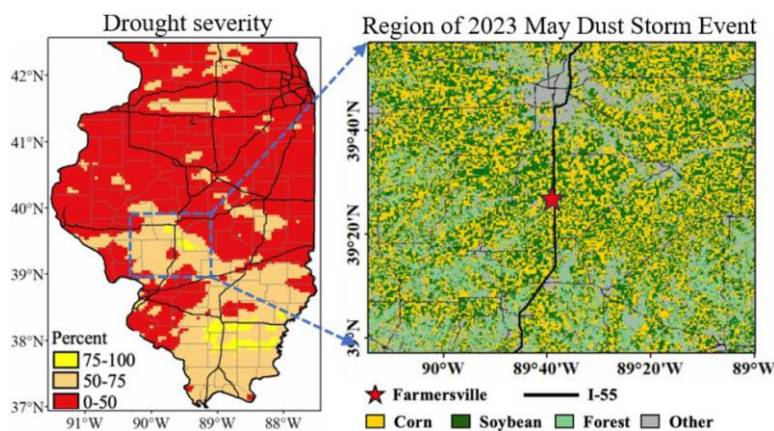 Drought severity
Region of 2023 May Dust Storm Event
42°N
41°N
40°N
39°N
38°N
37°N
Percent
75-100
50-75
0-50
91°W
90°W
89°W
88°W
39°40'N
39°20'N
39°N
90°W
89°40'W
89°20'W
89°W
Farmersville
I-55
Corn
Soybean
Forest
Other